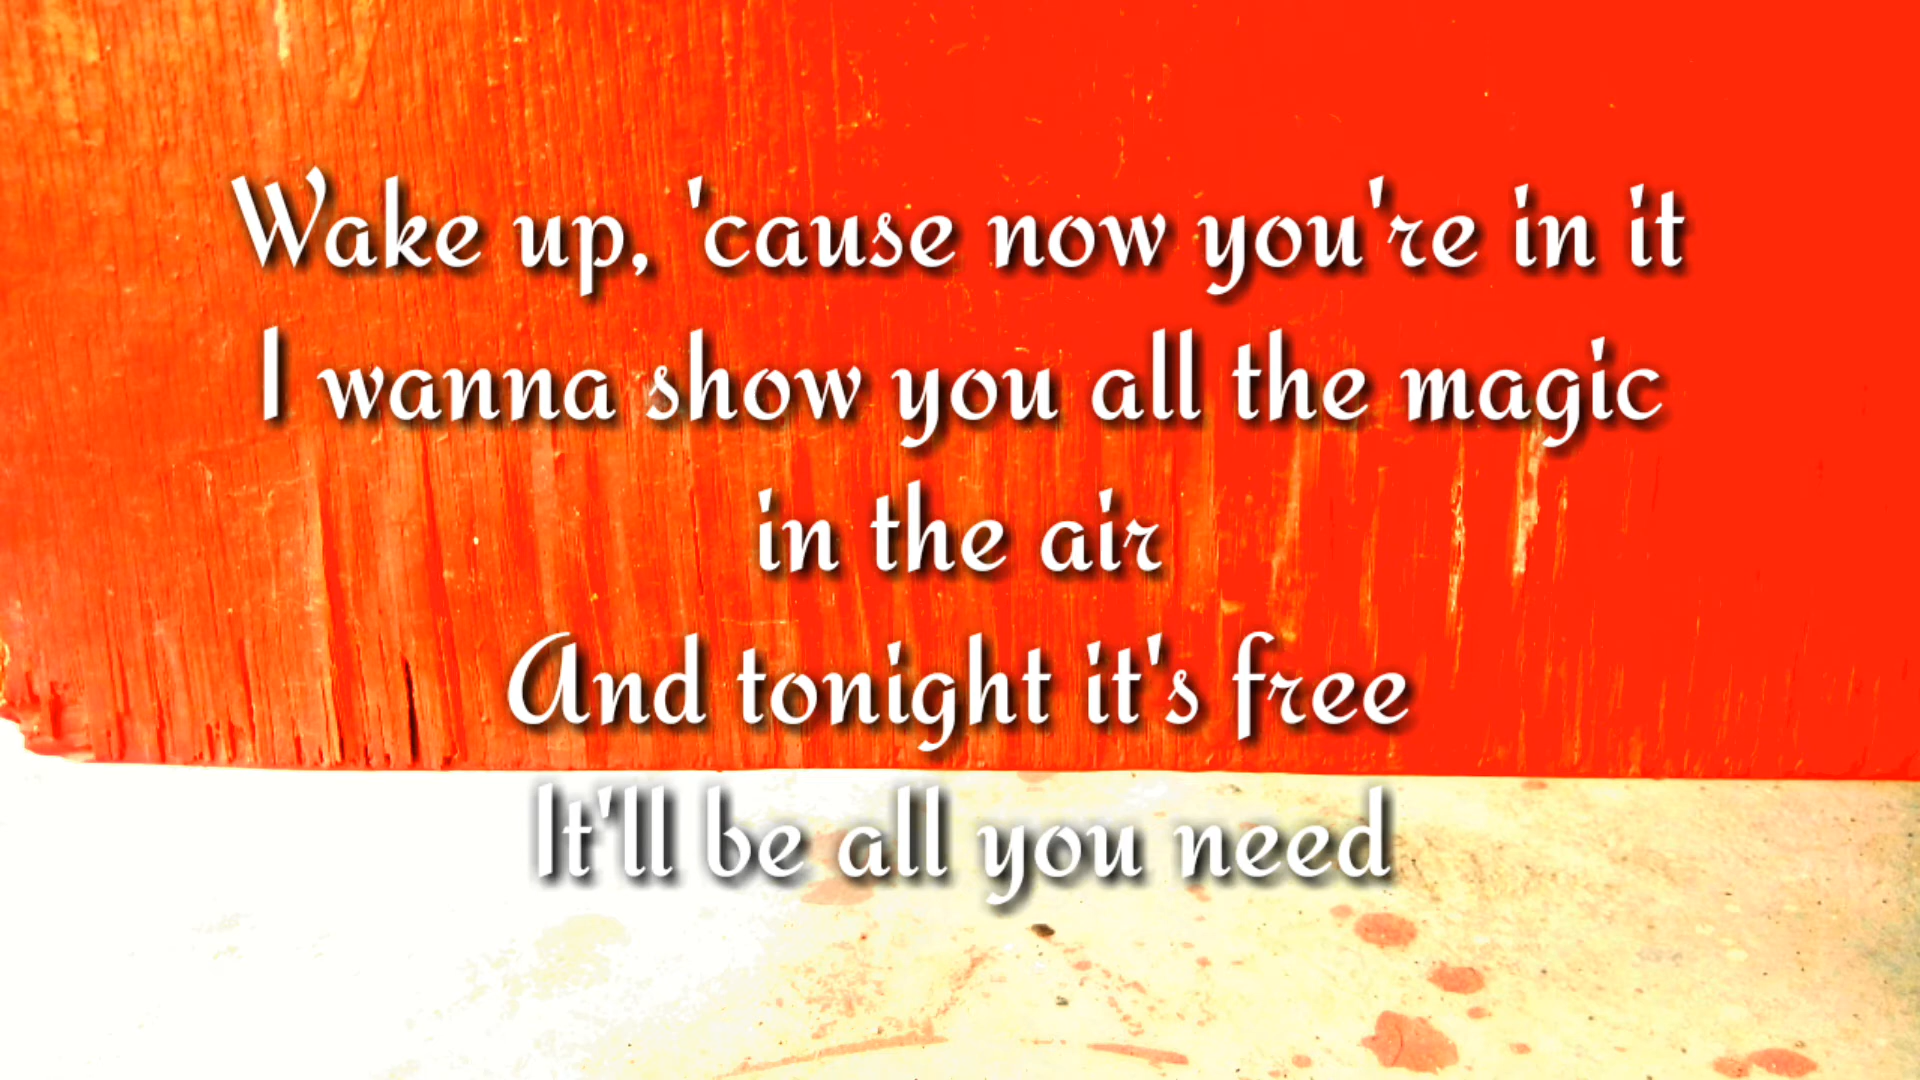 Wake up, 'cause now you're in it
I wanna show you all the magic
in the air
And tonight it's free
It'll be all you need